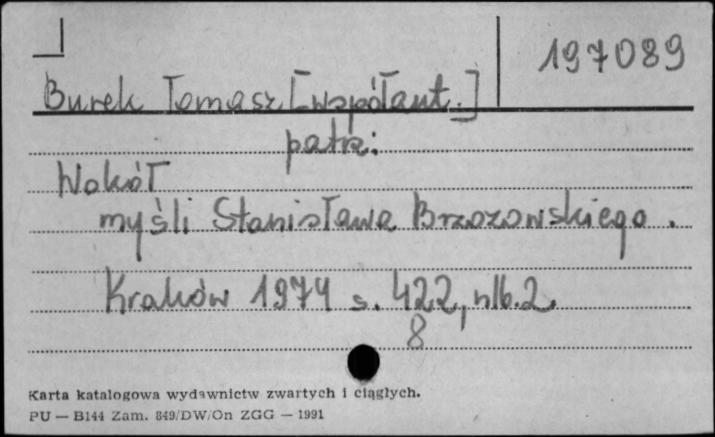 197089
Burek Tomasz [współaut.]
patrz:
Wokół
myśli Stanisława Brzozowskiego.
Kraków 1974 s. 422, nlb. 2.
8
Karta katalogowa wydawnictw zwartych i ciągłych.
PU — B144 Zam. 849/DW/On ZGG — 1991